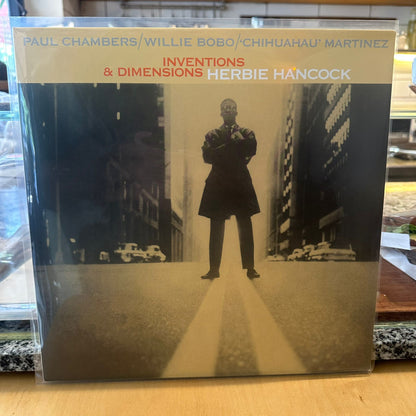 PAUL CHAMBERS/WILLIE BOBO/'CHIHUAHAU' MARTINEZ
INVENTIONS
& DIMENSIONS HERBIE HANCOCK